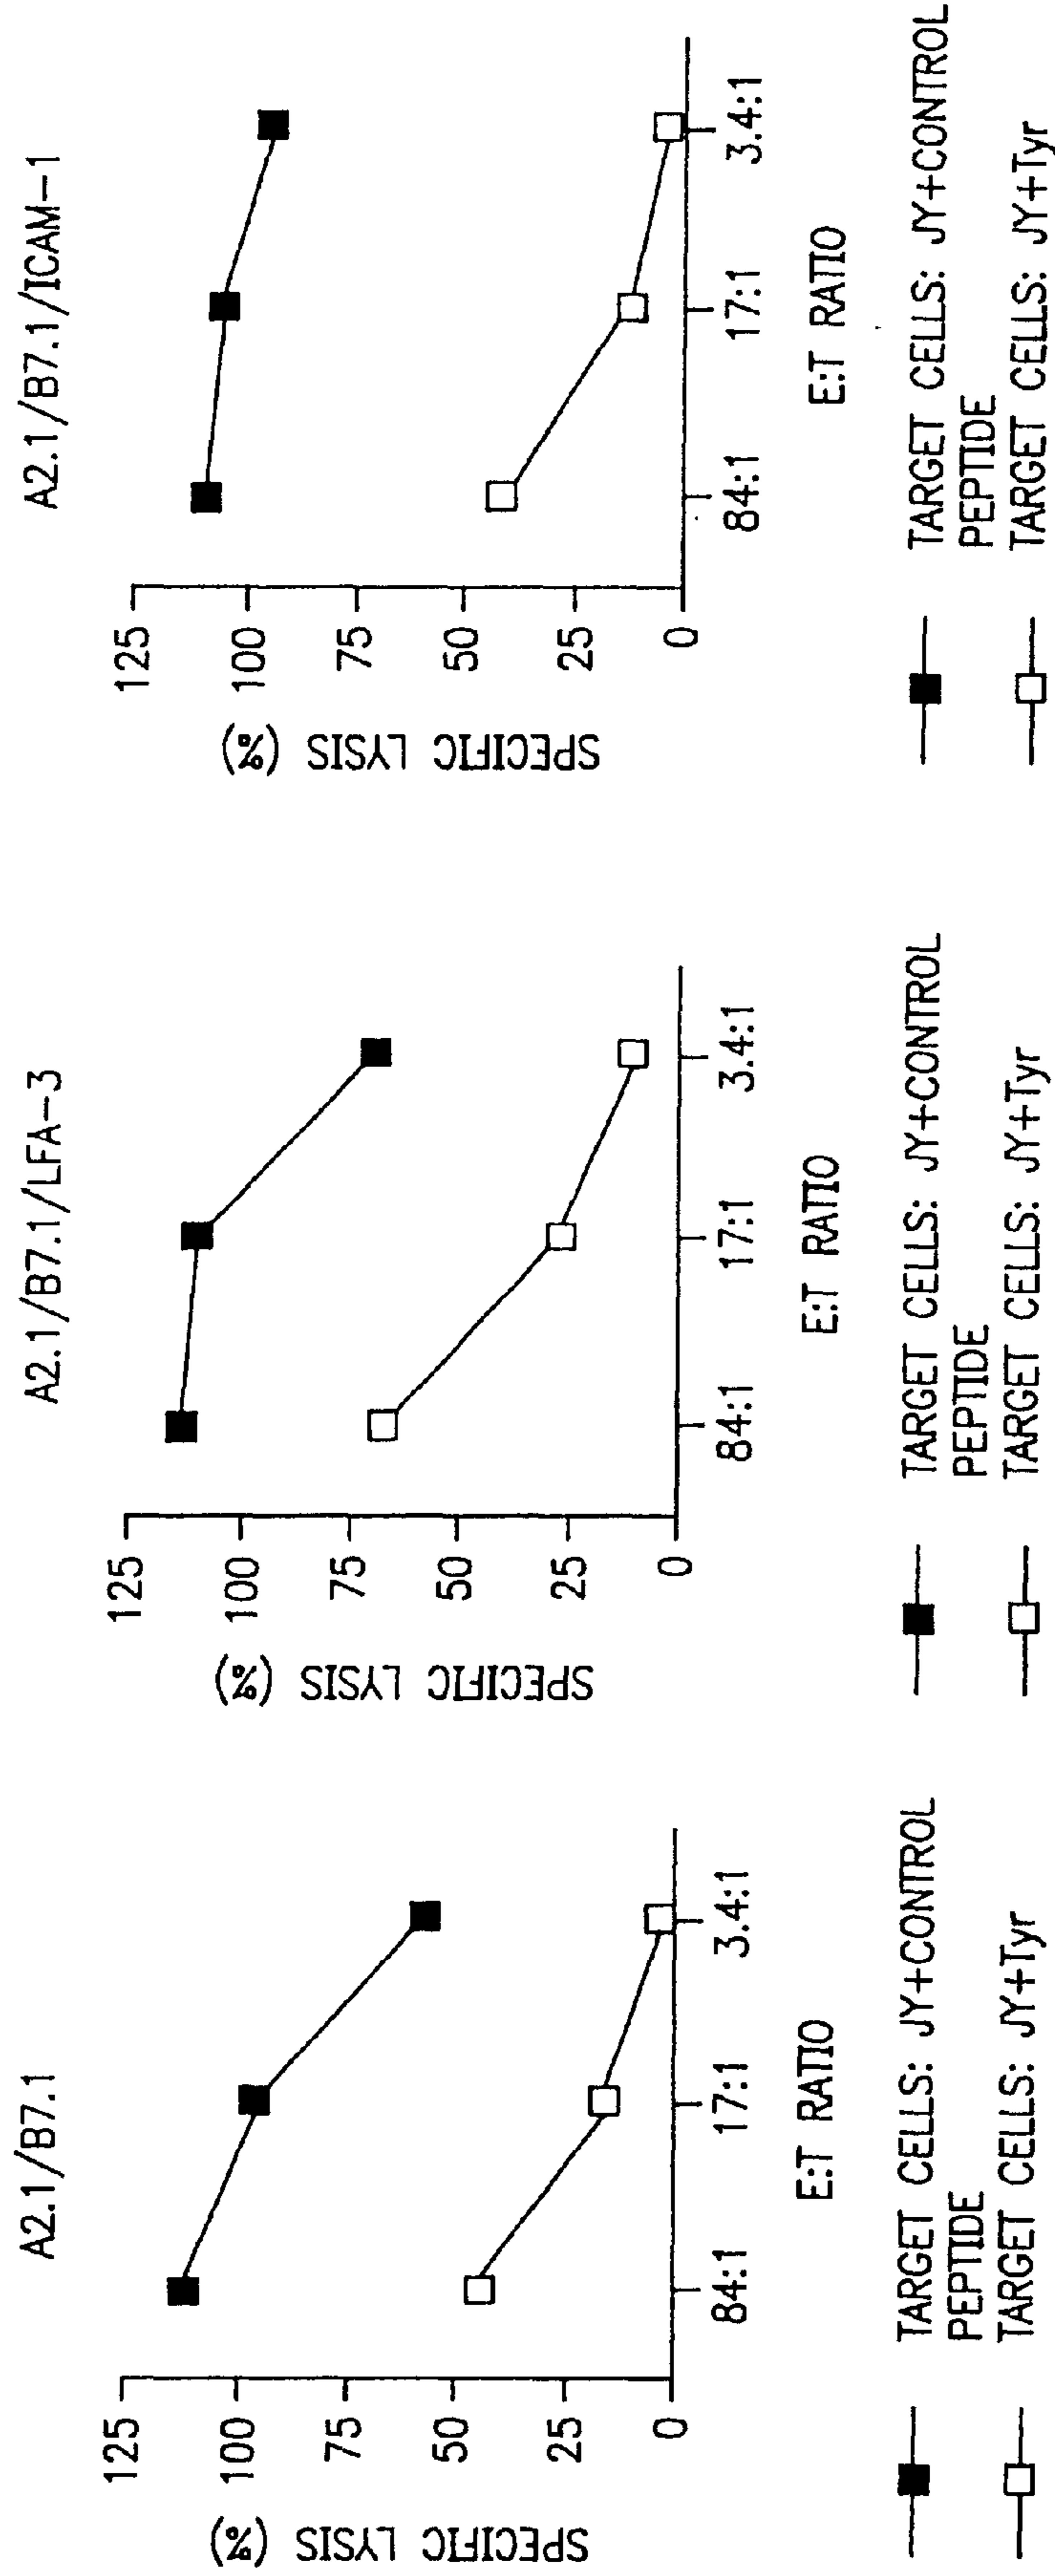 A2.1/B7.1
SPECIFIC LYSIS (%)
125
100
75
50
25
0
84:1
17:1
3.4:1
E:T RATIO
TARGET CELLS: JY+CONTROL
PEPTIDE
TARGET CELLS: JY+Tyr
A2.1/B7.1/LFA-3
SPECIFIC LYSIS (%)
125
100
75
50
25
0
84:1
17:1
3.4:1
E:T RATIO
TARGET CELLS: JY+CONTROL
PEPTIDE
TARGET CELLS: JY+Tyr
A2.1/B7.1/ICAM-1
SPECIFIC LYSIS (%)
125
100
75
50
25
0
84:1
17:1
3.4:1
E:T RATIO
TARGET CELLS: JY+CONTROL
PEPTIDE
TARGET CELLS: JY+Tyr